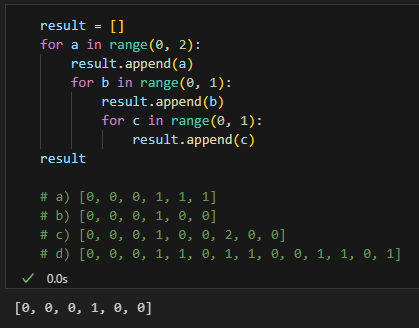 result = []
for a in range(0, 2):
    result.append(a)
    for b in range(0, 1):
        result.append(b)
        for c in range(0, 1):
            result.append(c)
result
# a) [0, 0, 0, 1, 1, 1]
# b) [0, 0, 0, 1, 0, 0]
# c) [0, 0, 0, 1, 0, 0, 2, 0, 0]
# d) [0, 0, 0, 1, 1, 0, 1, 1, 0, 0, 1, 1, 0, 1]
✓ 0.0s
[0, 0, 0, 1, 0, 0]